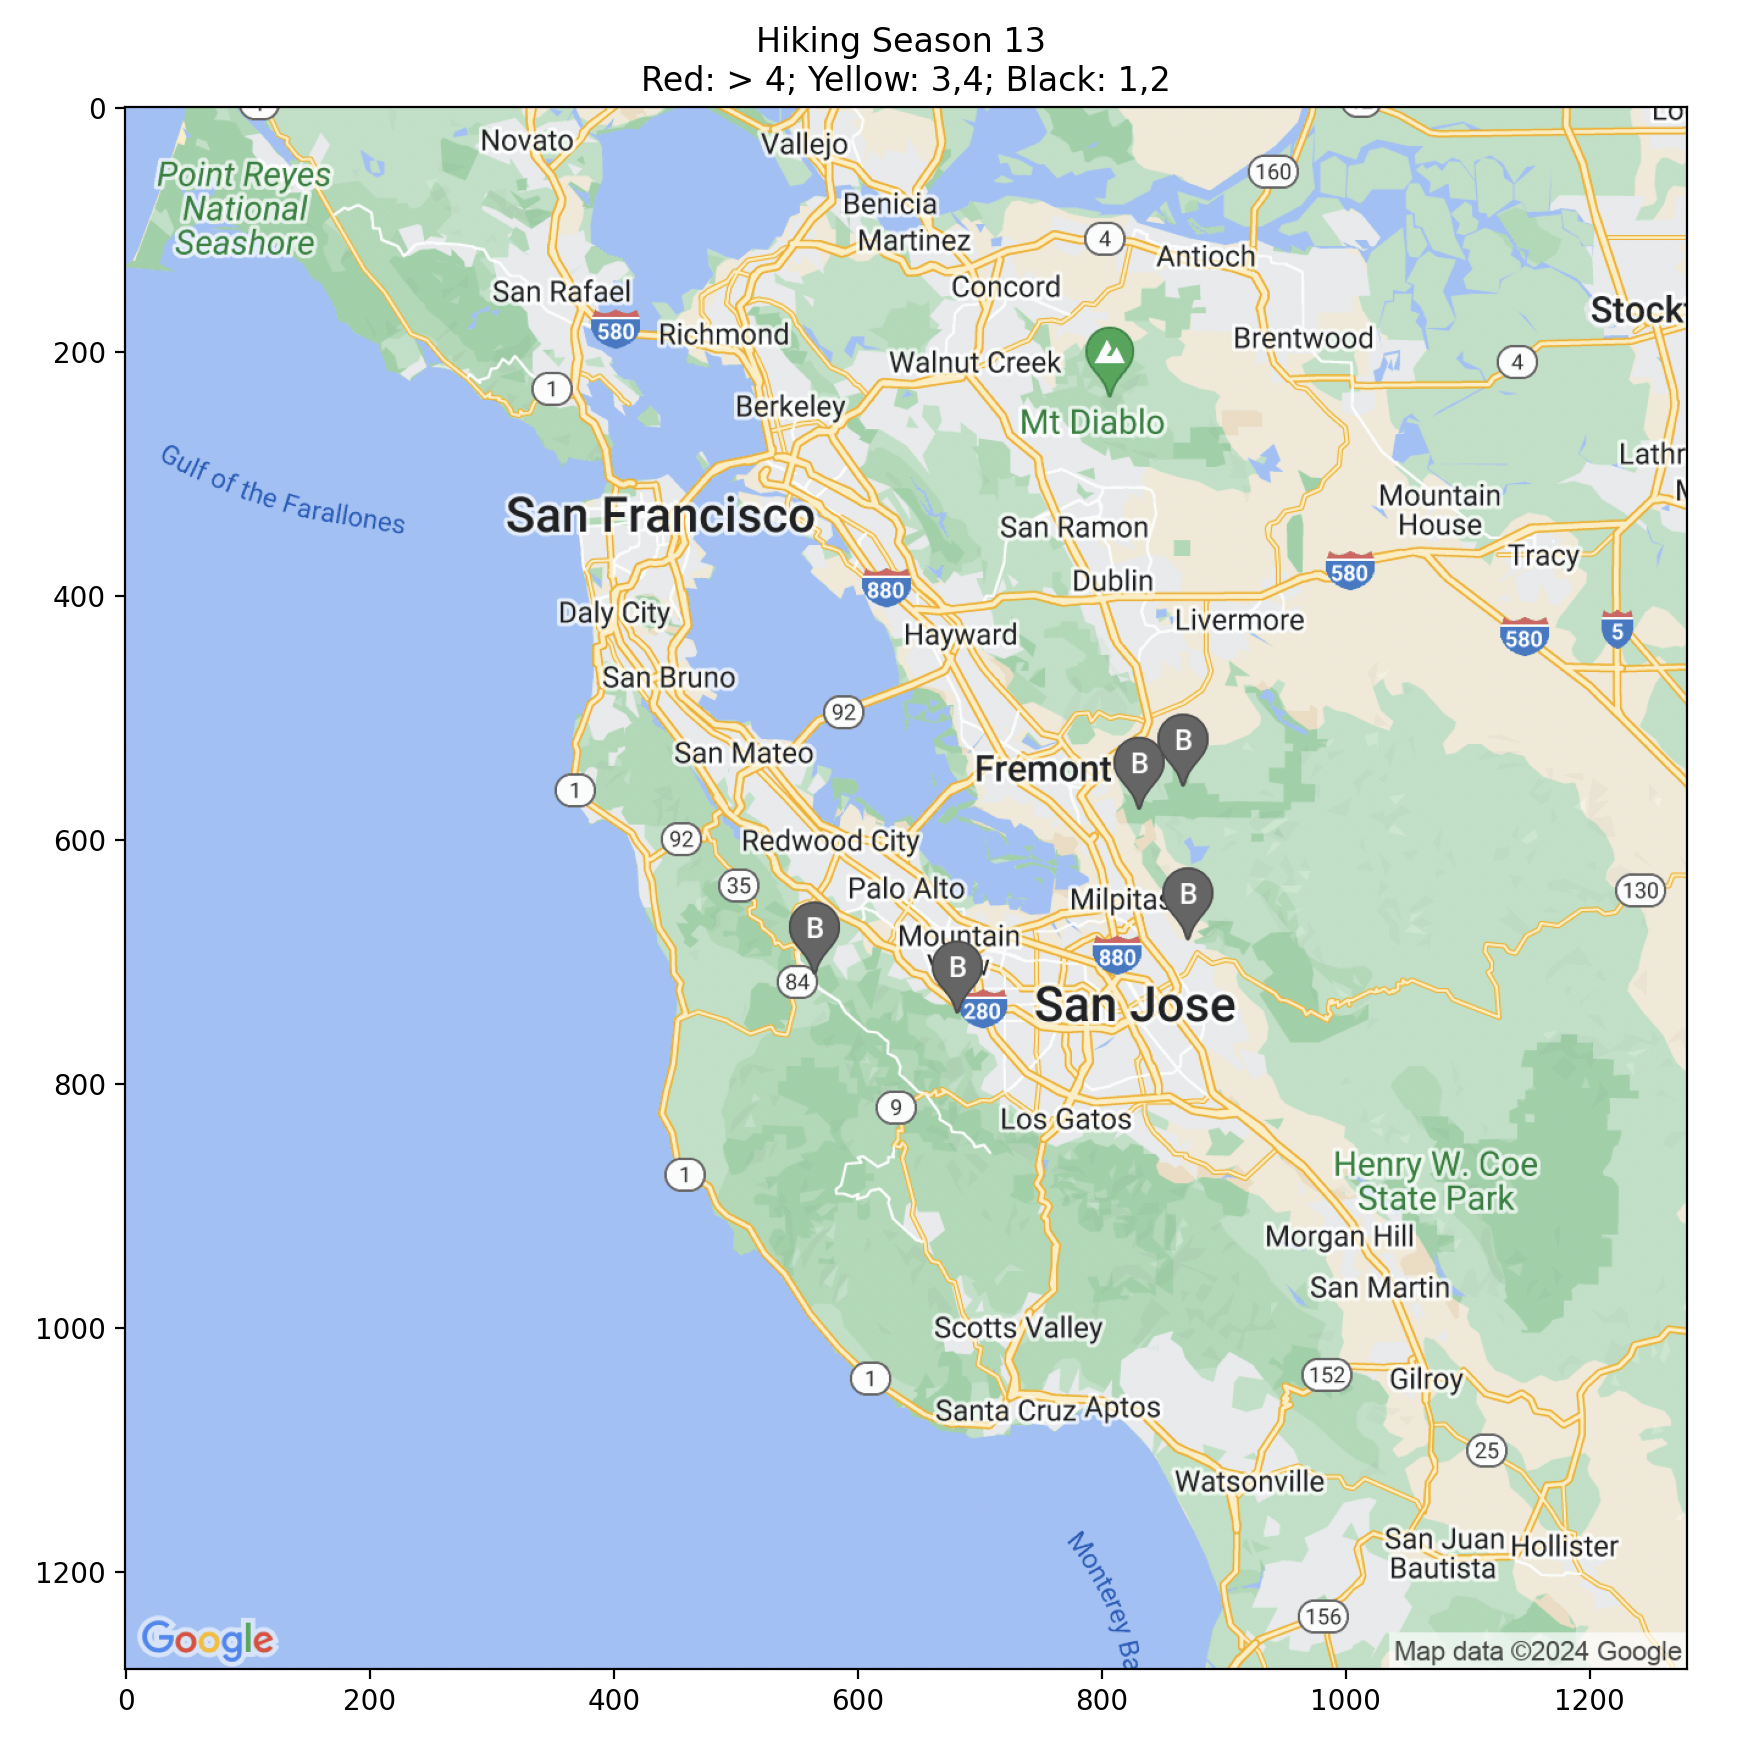 Hiking Season 13
Red: > 4; Yellow: 3,4; Black: 1,2
0
200
400
600
800
1000
1200
0
200
400
600
800
1000
1200
Novato
Vallejo
Point Reyes
National
Seashore
160
Benicia
Martinez
4
Antioch
San Rafael
Concord
580
Richmond
Stock
Brentwood
Walnut Creek
4
1
Berkeley
Mt Diablo
Gulf of the Farallones
Lathr
San Francisco
Mountain
House
San Ramon
Tracy
880
Dublin
580
Daly City
Hayward
Livermore
580
5
San Bruno
92
San Mateo
Fremont
B
B
1
92
Redwood City
35
Palo Alto
Milpitas
B
130
B
Mountain
B
880
84
280
San Jose
9
Los Gatos
1
Henry W. Coe
State Park
Morgan Hill
San Martin
Scotts Valley
1
152
Gilroy
Santa Cruz
Aptos
25
Watsonville
San Juan
Bautista
Hollister
Monterey Ba
156
Google
Map data ©2024 Google